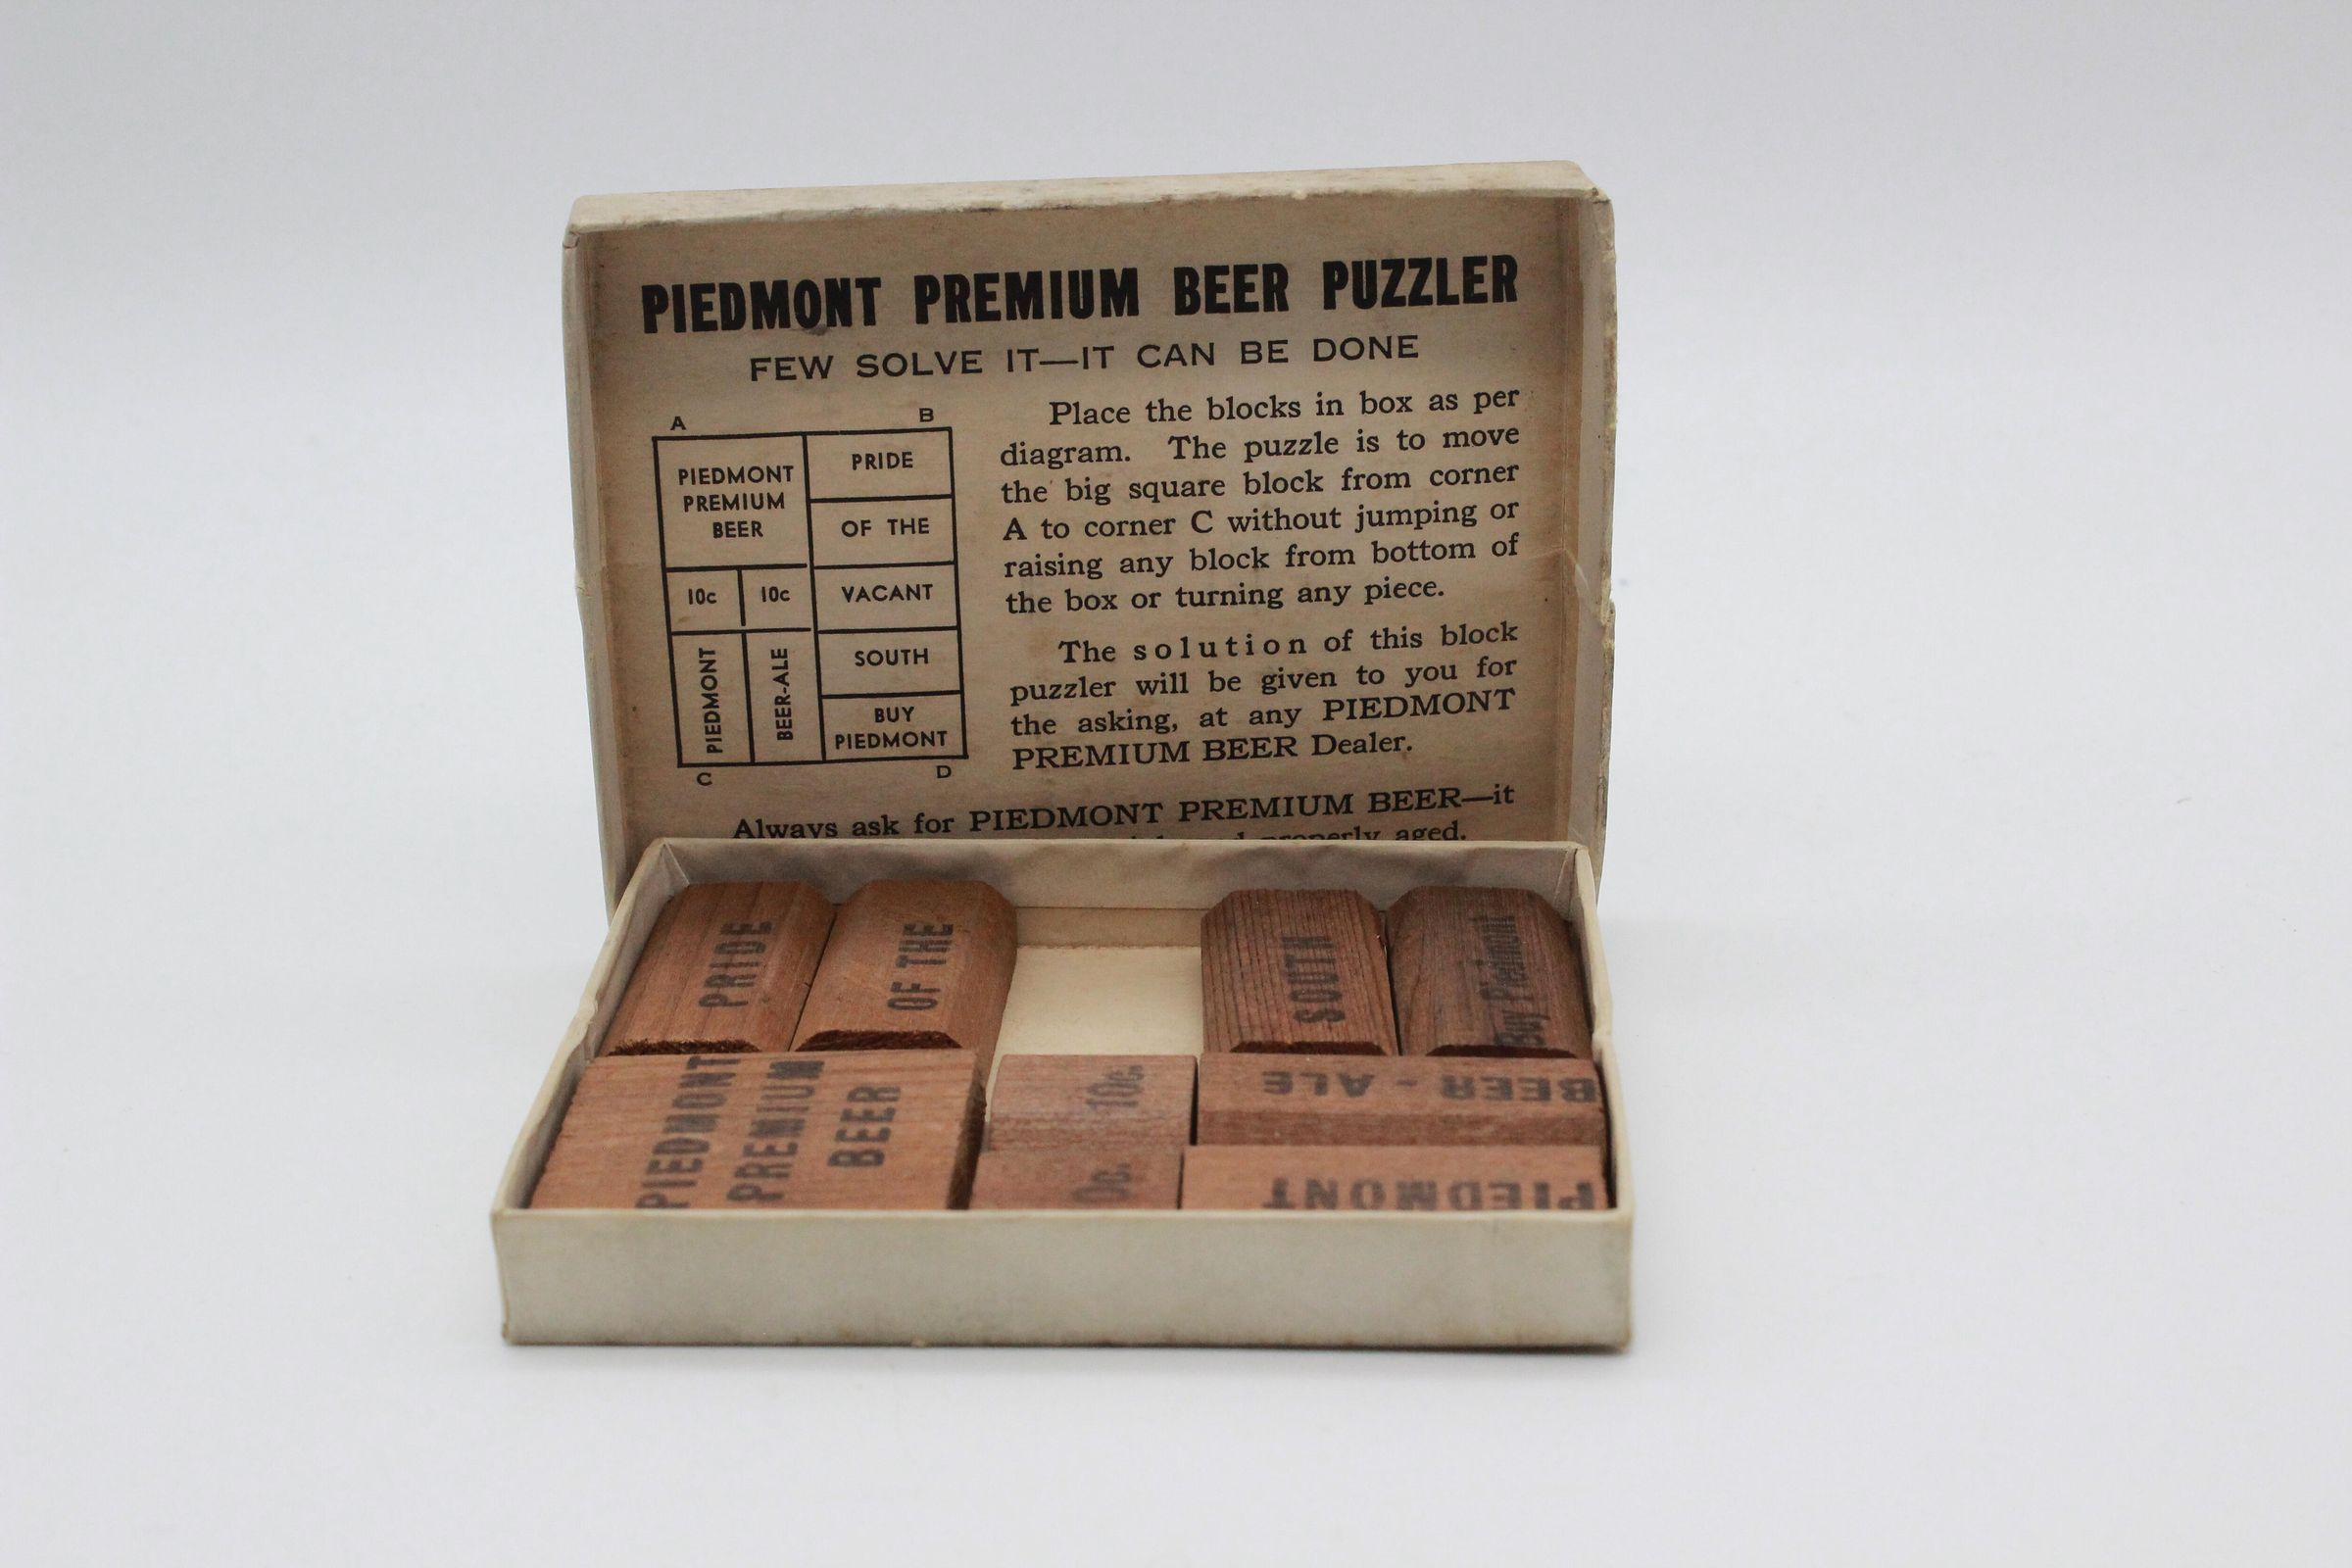 PIEDMONT PREMIUM BEER PUZZLER
FEW SOLVE IT—IT CAN BE DONE
A
B
PIEDMONT
PREMIUM
BEER
PRIDE
OF THE
10c
10c
VACANT
PIEDMONT
BEER-ALE
SOUTH
BUY
PIEDMONT
C
D
Place the blocks in box as per
diagram. The puzzle is to move
the big square block from corner
A to corner C without jumping or
raising any block from bottom of
the box or turning any piece.
The solution of this block
puzzler will be given to you for
the asking, at any PIEDMONT
PREMIUM BEER Dealer.
Always ask for PIEDMONT PREMIUM BEER—it
properly aged.
PRIDE
OF THE
SOUTH
Buy Piedmont
PIEDMONT
PREMIUM
BEER
10c.
0c.
BEER-ALE
PIEDMONT